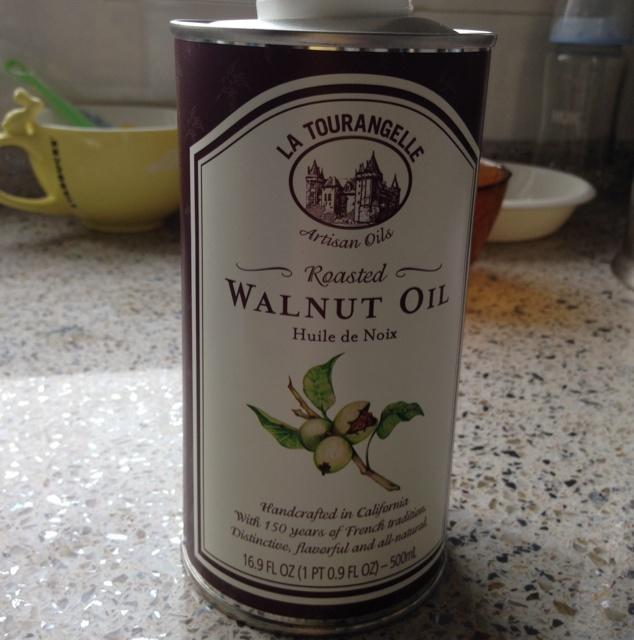 LA TOURANGELLE
Artisan Oils
Roasted
WALNUT OIL
Huile de Noix
Handcrafted in California
With 150 years of French tradition.
Distinctive, flavorful and all-natural.
16.9 FL OZ (1 PT 0.9 FL OZ) – 500mL